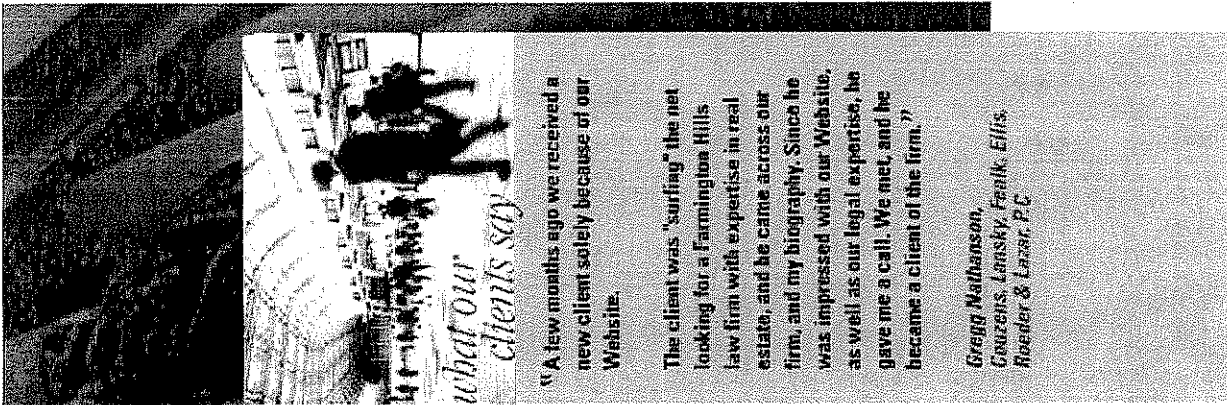 what our
clients say
“A few months ago we received a
new client solely because of our
Website.
The client was "surfing" the net
looking for a Farmington Hills
law firm with expertise in real
estate, and he came across our
firm, and my biography. Since he
was impressed with our Website,
as well as our legal expertise, he
gave me a call. We met, and he
became a client of the firm.”
Gregg Nathanson,
Couzens, Lansky, Fealk, Ellis,
Roeder & Lazar, P.C.